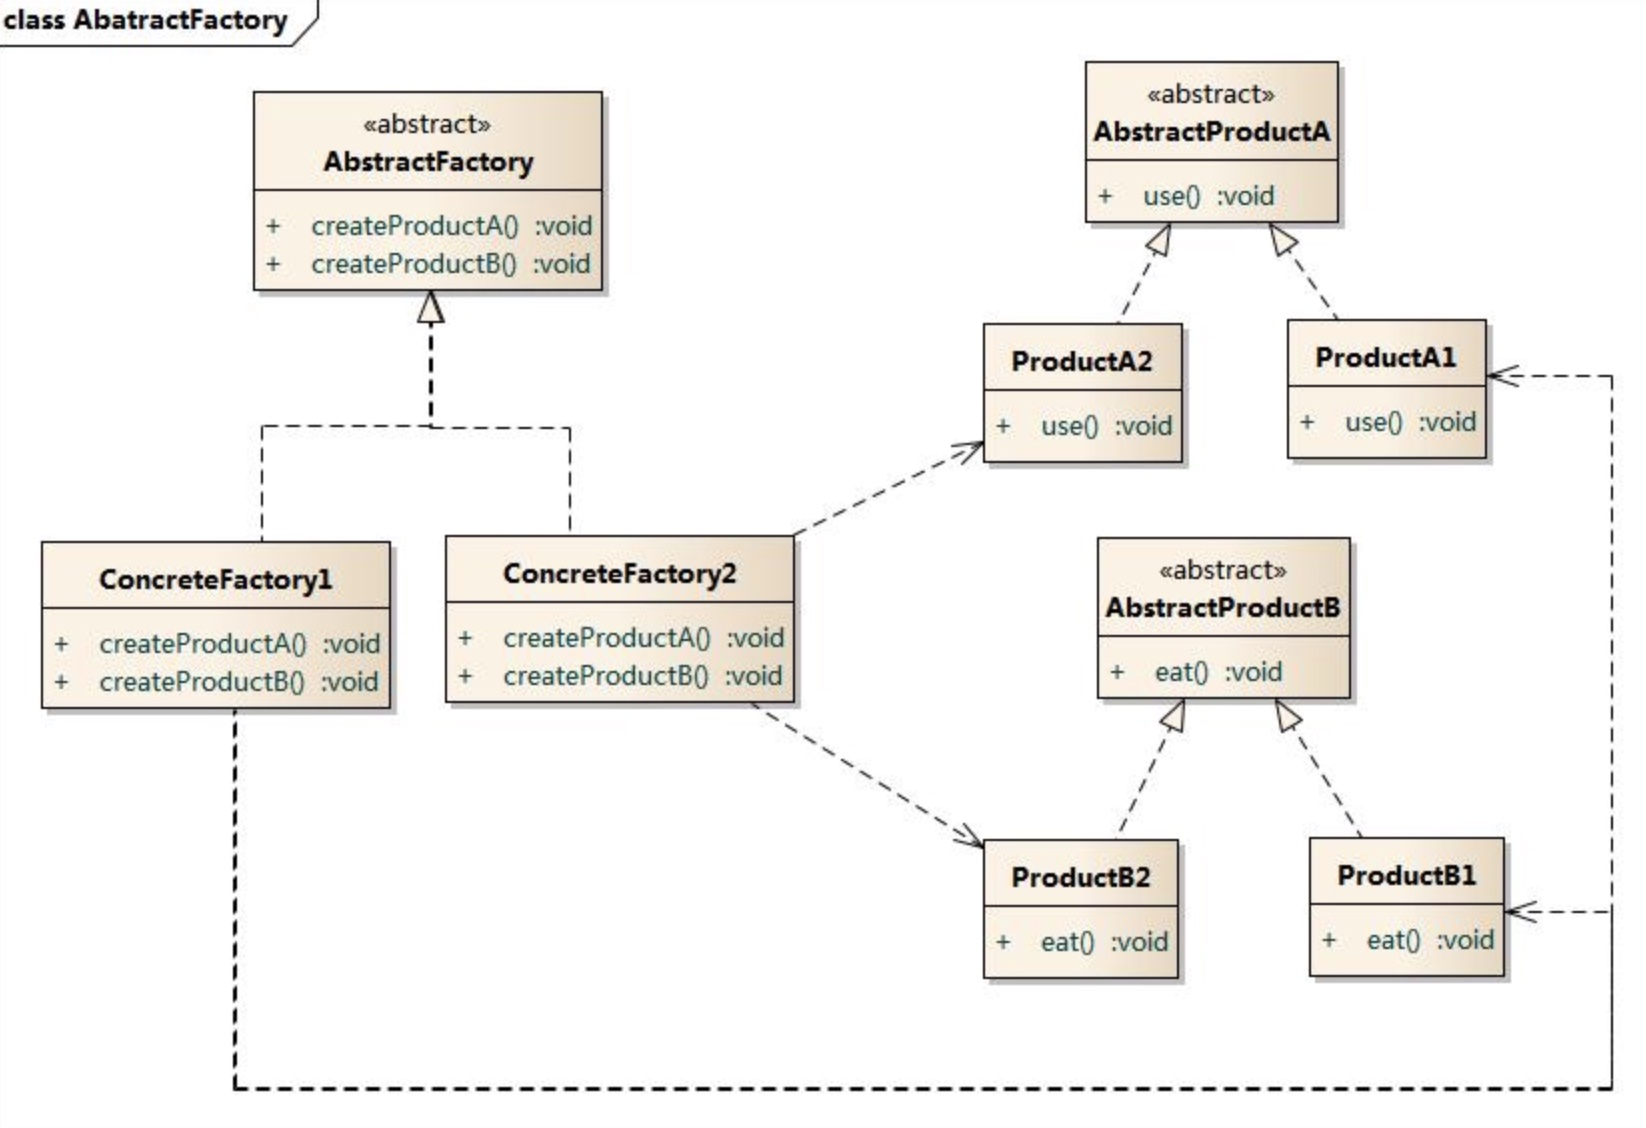 class AbatractFactory
«abstract»
AbstractFactory
+ createProductA() :void
+ createProductB() :void
«abstract»
AbstractProductA
+ use() :void
ProductA2
+ use() :void
ProductA1
+ use() :void
ConcreteFactory1
+ createProductA() :void
+ createProductB() :void
ConcreteFactory2
+ createProductA() :void
+ createProductB() :void
«abstract»
AbstractProductB
+ eat() :void
ProductB2
+ eat() :void
ProductB1
+ eat() :void